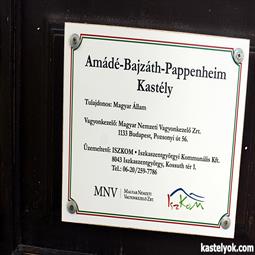 Amádé-Bajzáth-Pappenheim
Kastély
Tulajdonos: Magyar Állam
Vagyonkezelő: Magyar Nemzeti Vagyonkezelő Zrt.
1133 Budapest, Pozsonyi út 56.
Üzemeltető: ISZKOM • Iszkaszentgyörgyi Kommunális Kft.
8043 Iszkaszentgyörgy, Kossuth tér 1.
Tel.: 06-20/253-7786
MNV
MAGYAR NEMZETI
VAGYONKEZELŐ ZRT.
IszKoM
kastelyok.com